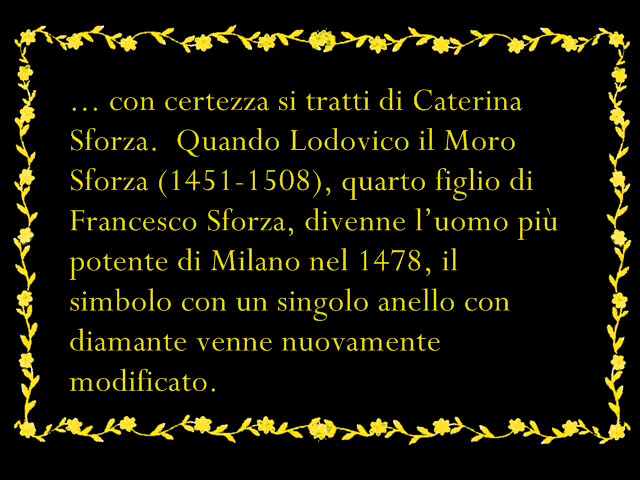 ... con certezza si tratti di Caterina
Sforza.  Quando Lodovico il Moro
Sforza (1451-1508), quarto figlio di
Francesco Sforza, divenne l’uomo più
potente di Milano nel 1478, il
simbolo con un singolo anello con
diamante venne nuovamente
modificato.